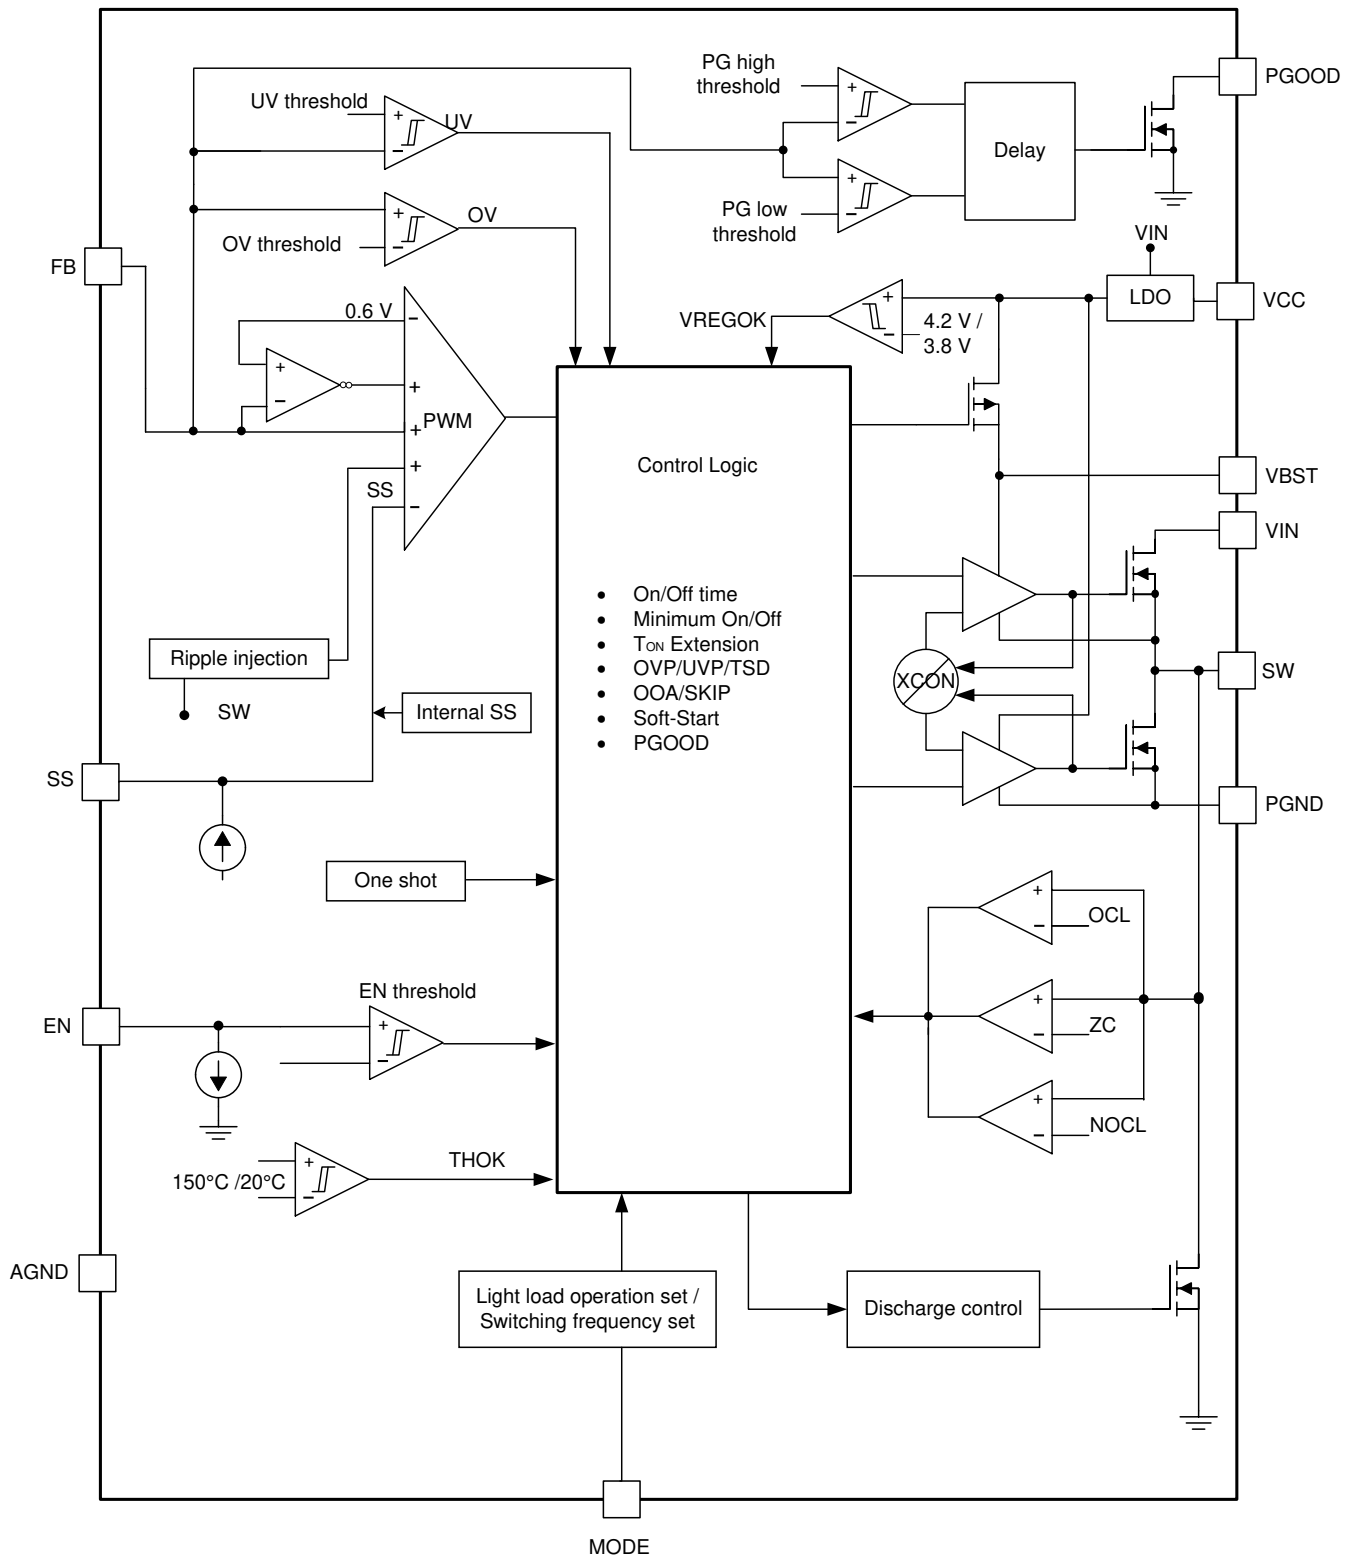 PG high
threshold
PGOOD
UV threshold
+
−
UV
+
−
Delay
+
−
PG low
threshold
OV
+
−
OV threshold
VIN
FB
LDO
VCC
0.6 V
−
VREGOK
+
−
4.2 V /
3.8 V
+
−
+
+
PWM
+
SS
−
Control Logic
VBST
VIN
• On/Off time
• Minimum On/Off
• TON Extension
• OVP/UVP/TSD
• OOA/SKIP
• Soft-Start
• PGOOD
Ripple injection
SW
Internal SS
XCON
SW
SS
PGND
One shot
+
−
OCL
EN threshold
EN
+
−
+
−
ZC
+
−
NOCL
THOK
+
−
150°C /20°C
AGND
Light load operation set /
Switching frequency set
Discharge control
MODE